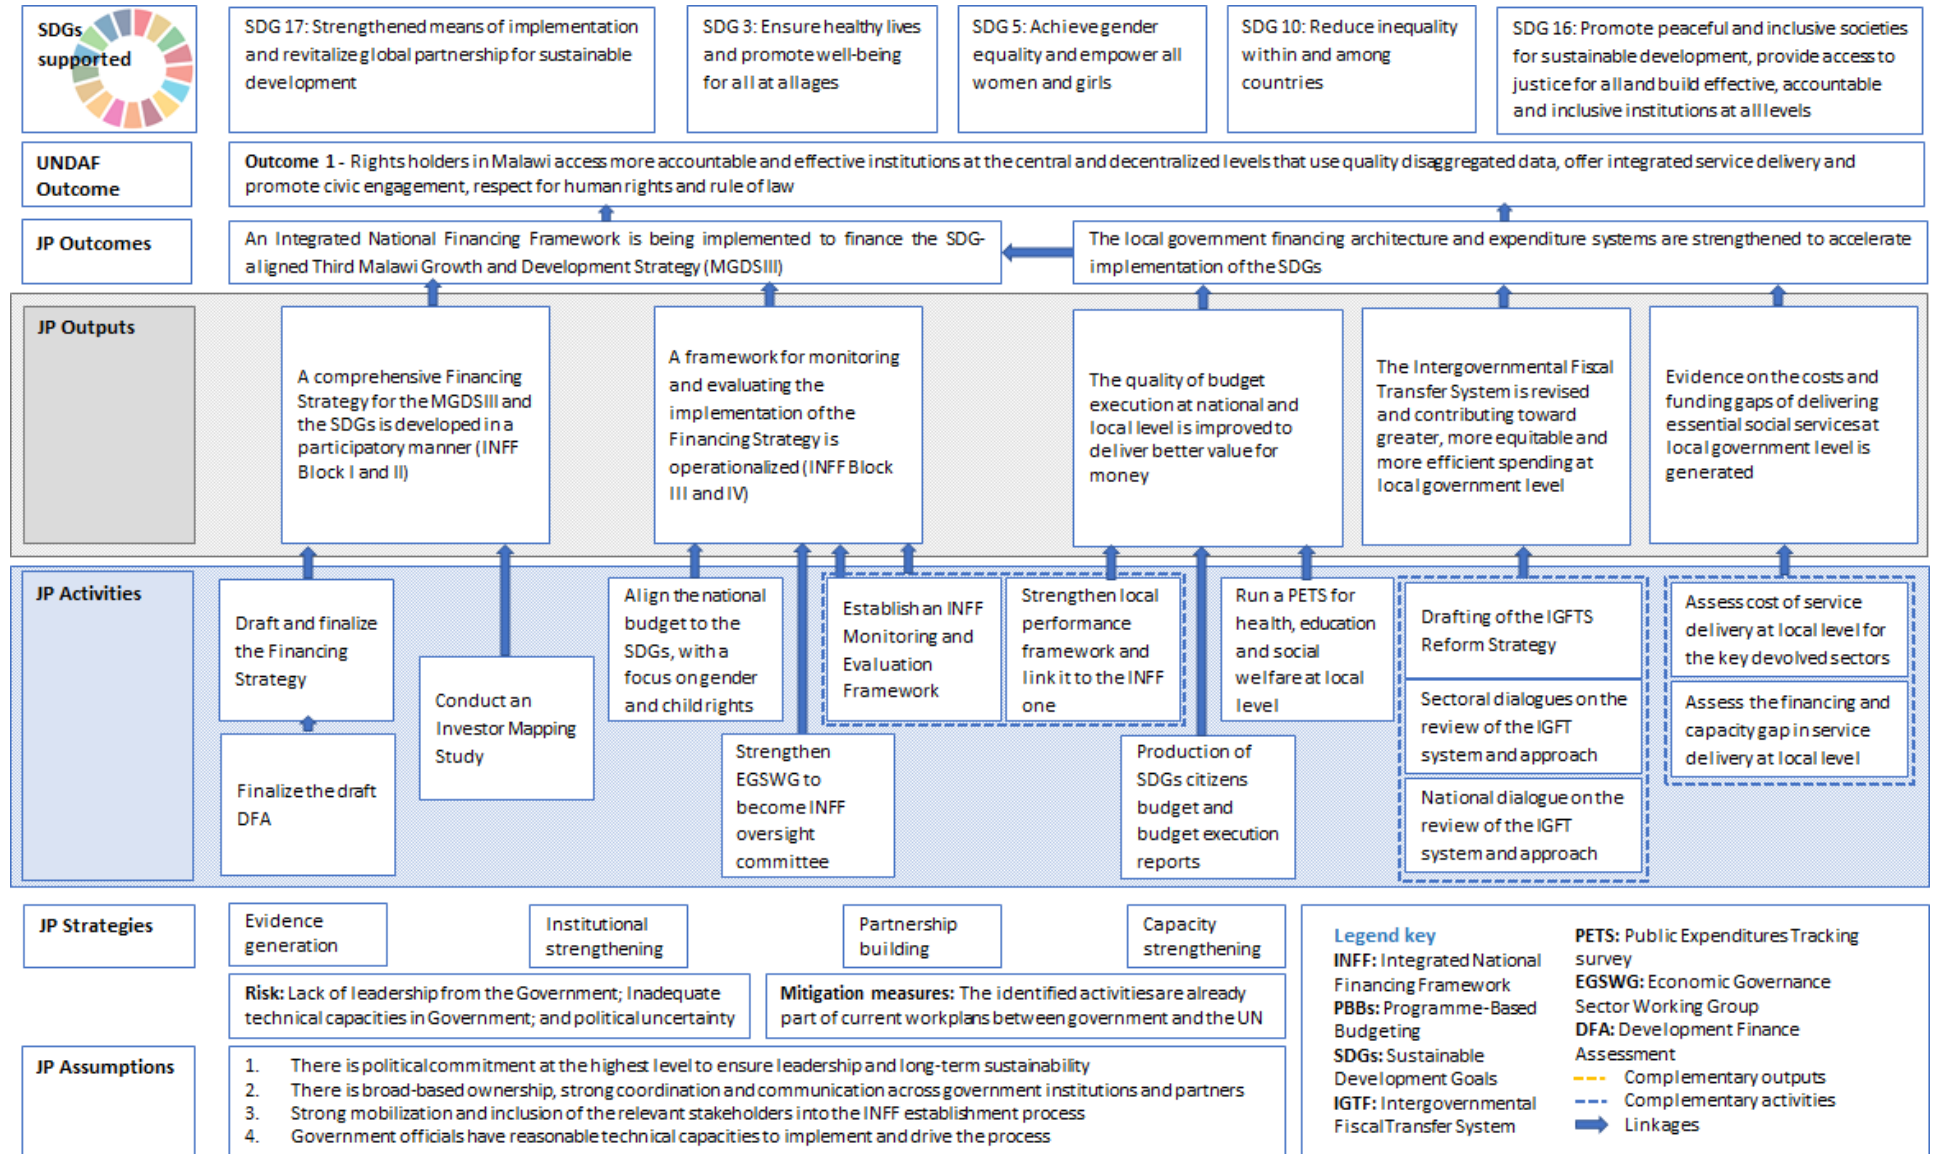 SDGs
supported
SDG 17: Strengthened means of implementation
and revitalize global partnership for sustainable
development
SDG 3: Ensure healthy lives
and promote well-being
for all at all ages
SDG 5: Achieve gender
equality and empower all
women and girls
SDG 10: Reduce inequality
within and among
countries
SDG 16: Promote peaceful and inclusive societies
for sustainable development, provide access to
justice for all and build effective, accountable
and inclusive institutions at all levels
UNDAF
Outcome
Outcome 1 - Rights holders in Malawi access more accountable and effective institutions at the central and decentralized levels that use quality disaggregated data, offer integrated service delivery and
promote civic engagement, respect for human rights and rule of law
JP Outcomes
An Integrated National Financing Framework is being implemented to finance the SDG-
aligned Third Malawi Growth and Development Strategy (MGDSIII)
The local government financing architecture and expenditure systems are strengthened to accelerate
implementation of the SDGs
JP Outputs
A comprehensive Financing
Strategy for the MGDSIII and
the SDGs is developed in a
participatory manner (INFF
Block I and II)
A framework for monitoring
and evaluating the
implementation of the
Financing Strategy is
operationalized (INFF Block
III and IV)
The quality of budget
execution at national and
local level is improved to
deliver better value for
money
The Intergovernmental Fiscal
Transfer System is revised
and contributing toward
greater, more equitable and
more efficient spending at
local government level
Evidence on the costs and
funding gaps of delivering
essential social services at
local government level is
generated
JP Activities
Draft and finalize
the Financing
Strategy
Finalize the draft
DFA
Conduct an
Investor Mapping
Study
Align the national
budget to the
SDGs, with a
focus on gender
and child rights
Strengthen
EGSWG to
become INFF
oversight
committee
Establish an INFF
Monitoring and
Evaluation
Framework
Strengthen local
performance
framework and
link it to the INFF
one
Production of
SDGs citizens
budget and
budget execution
reports
Run a PETS for
health, education
and social
welfare at local
level
Drafting of the IGFTS
Reform Strategy
Sectoral dialogues on the
review of the IGFT
system and approach
National dialogue on the
review of the IGFT
system and approach
Assess cost of service
delivery at local level for
the key devolved sectors
Assess the financing and
capacity gap in service
delivery at local level
JP Strategies
Evidence
generation
Institutional
strengthening
Partnership
building
Capacity
strengthening
Risk: Lack of leadership from the Government; Inadequate
technical capacities in Government; and political uncertainty
Mitigation measures: The identified activities are already
part of current workplans between government and the UN
JP Assumptions
1. There is political commitment at the highest level to ensure leadership and long-term sustainability
2. There is broad-based ownership, strong coordination and communication across government institutions and partners
3. Strong mobilization and inclusion of the relevant stakeholders into the INFF establishment process
4. Government officials have reasonable technical capacities to implement and drive the process
Legend key
INFF: Integrated National
Financing Framework
PBBs: Programme-Based
Budgeting
SDGs: Sustainable
Development Goals
IGTF: Intergovernmental
Fiscal Transfer System
PETS: Public Expenditures Tracking
survey
EGSWG: Economic Governance
Sector Working Group
DFA: Development Finance
Assessment
Complementary outputs
Complementary activities
Linkages